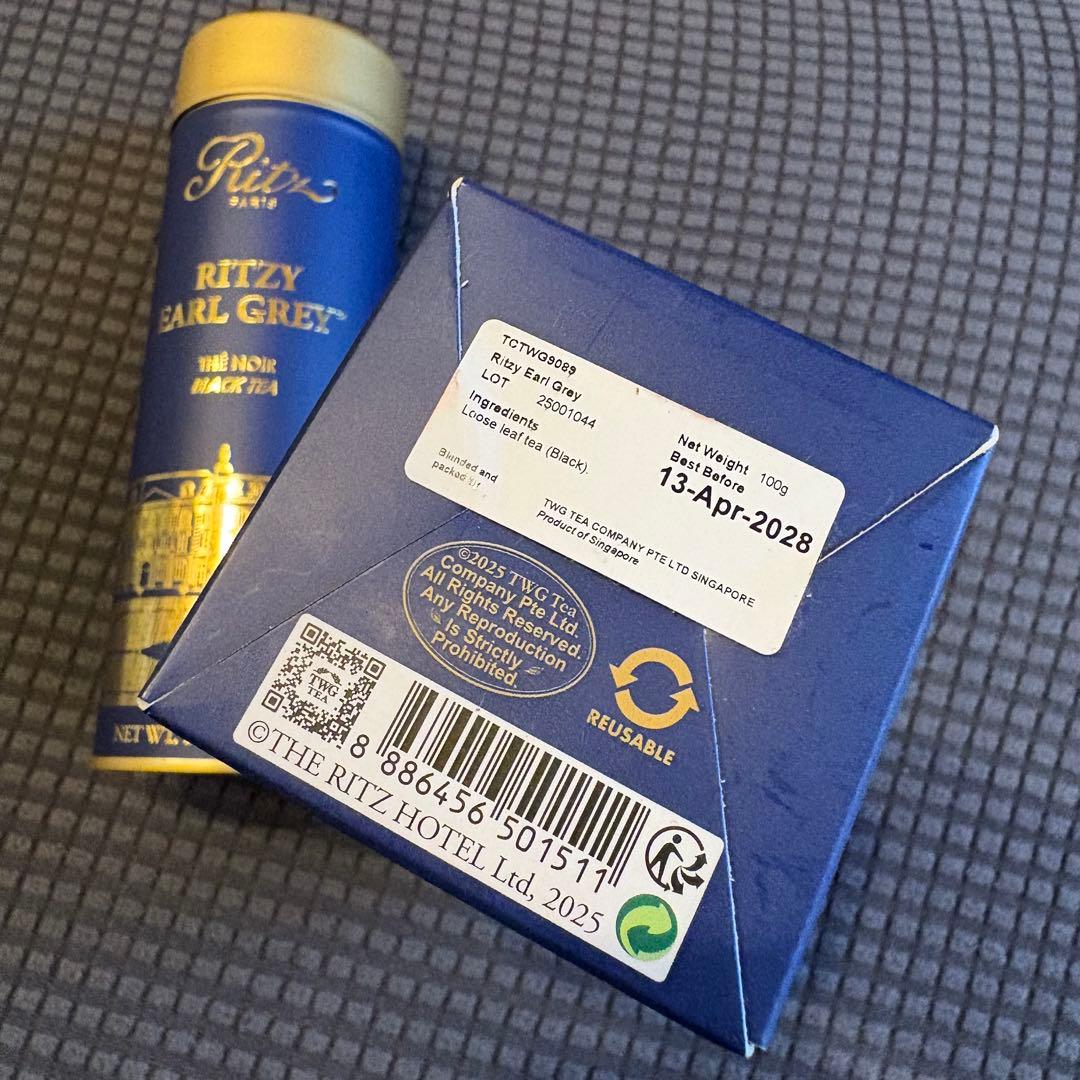 Ritz
PARIS
RITZY
EARL GREY™
THÉ NOIR
BLACK TEA
NET
TCTWG9089
Ritzy Earl Grey
LOT 25001044
Ingredients
Loose leaf tea (Black).
Net Weight 100g
Best Before
13-Apr-2028
Blended and
packed
TWG TEA COMPANY PTE LTD SINGAPORE
Product of Singapore
©2025 TWG Tea
Company Pte Ltd.
All Rights Reserved.
Any Reproduction
Is Strictly
Prohibited.
REUSABLE
TWG
TEA
8 886456 501511
©THE RITZ HOTEL Ltd, 2025